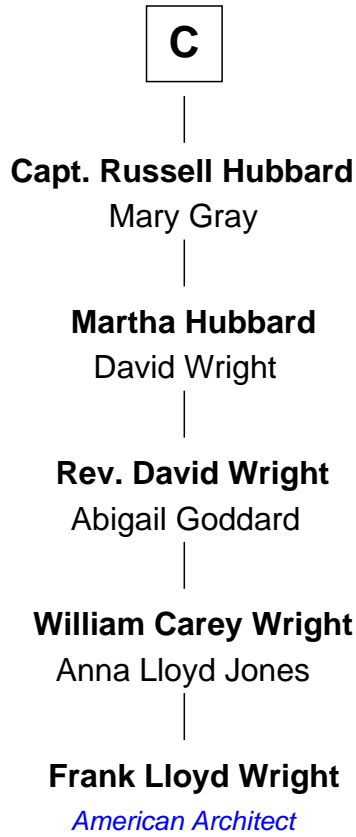 C
Capt. Russell Hubbard
Mary Gray
Martha Hubbard
David Wright
Rev. David Wright
Abigail Goddard
William Carey Wright
Anna Lloyd Jones
Frank Lloyd Wright
American Architect